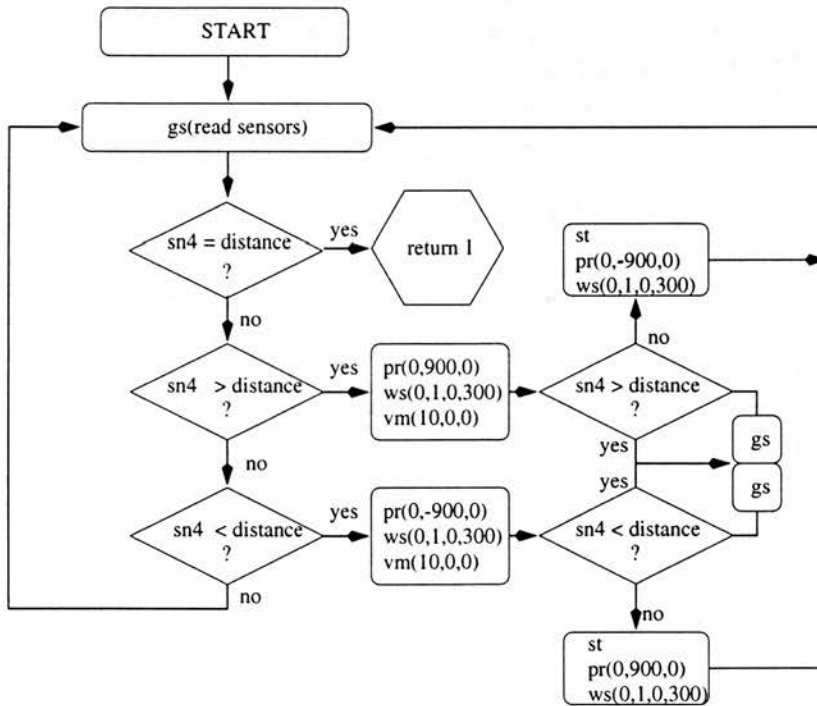 START
gs(read sensors)
sn4 = distance
?
yes
return 1
no
st
pr(0,-900,0)
ws(0,1,0,300)
no
sn4 > distance
?
yes
pr(0,900,0)
ws(0,1,0,300)
vm(10,0,0)
sn4 > distance
?
yes
gs
no
sn4 < distance
?
yes
pr(0,-900,0)
ws(0,1,0,300)
vm(10,0,0)
yes
sn4 < distance
?
gs
no
no
st
pr(0,900,0)
ws(0,1,0,300)